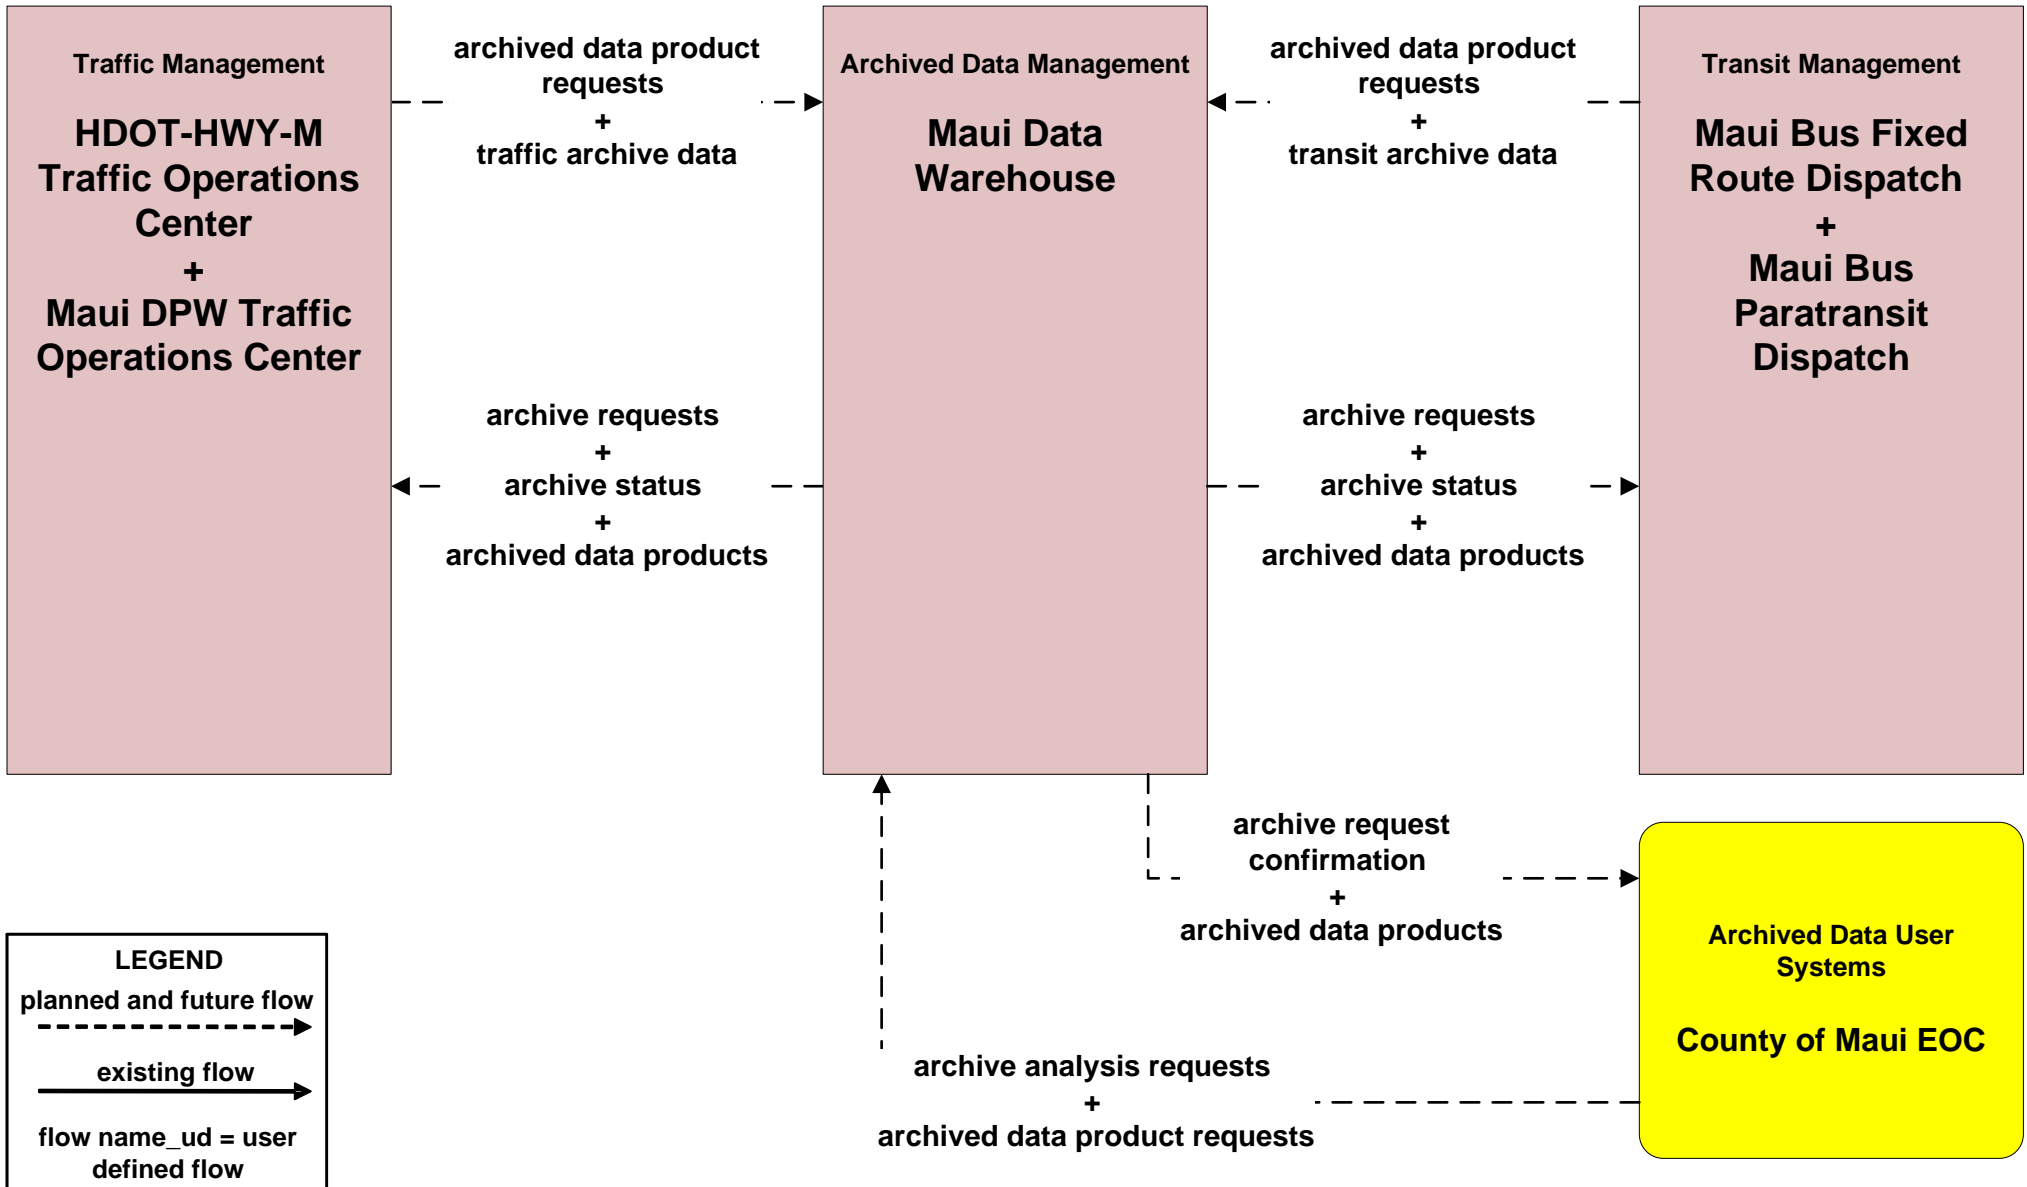 Traffic Management
HDOT-HWY-M
Traffic Operations
Center
+
Maui DPW Traffic
Operations Center
archived data product
requests
+
traffic archive data
archive requests
+
archive status
+
archived data products
Archived Data Management
Maui Data
Warehouse
archived data product
requests
+
transit archive data
archive requests
+
archive status
+
archived data products
Transit Management
Maui Bus Fixed
Route Dispatch
+
Maui Bus
Paratransit
Dispatch
archive request
confirmation
+
archived data products
Archived Data User
Systems
County of Maui EOC
archive analysis requests
+
archived data product requests
LEGEND
planned and future flow
existing flow
flow name_ud = user
defined flow